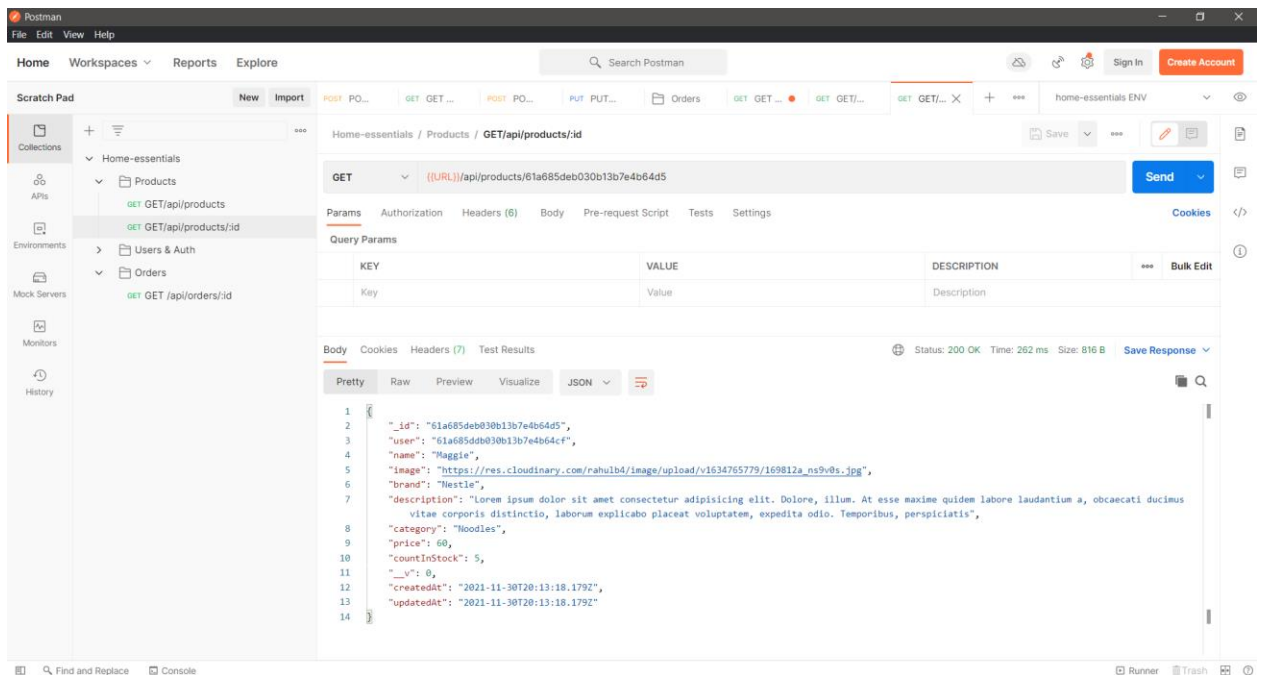 Postman
File Edit View Help
Home Workspaces Reports Explore
Search Postman
Sign In Create Account
Scratch Pad New Import
POST PO... GET GET ... POST PO... PUT PUT... Orders GET GET ... GET GET/... GET GET/... home-essentials ENV
Collections
APIs
Environments
Mock Servers
Monitors
History
Home-essentials
Products
GET GET/api/products
GET GET/api/products/:id
Users & Auth
Orders
GET GET /api/orders/:id
Home-essentials / Products / GET/api/products/:id
Save
GET {{URL}}/api/products/61a685deb030b13b7e4b64d5 Send
Params Authorization Headers (6) Body Pre-request Script Tests Settings Cookies
Query Params
KEY VALUE DESCRIPTION Bulk Edit
Key Value Description
Body Cookies Headers (7) Test Results Status: 200 OK Time: 262 ms Size: 816 B Save Response
Pretty Raw Preview Visualize JSON
1 {
2 "_id": "61a685deb030b13b7e4b64d5",
3 "user": "61a685ddb030b13b7e4b64cf",
4 "name": "Maggie",
5 "image": "https://res.cloudinary.com/rahulb4/image/upload/v1634765779/169812a_ns9v0s.jpg",
6 "brand": "Nestle",
7 "description": "Lorem ipsum dolor sit amet consectetur adipisicing elit. Dolore, illum. At esse maxime quidem labore laudantium a, obcaecati ducimus
vitae corporis distinctio, laborum explicabo placeat voluptatem, expedita odio. Temporibus, perspiciatis",
8 "category": "Noodles",
9 "price": 60,
10 "countInStock": 5,
11 "__v": 0,
12 "createdAt": "2021-11-30T20:13:18.179Z",
13 "updatedAt": "2021-11-30T20:13:18.179Z"
14 }
Find and Replace Console Runner Trash